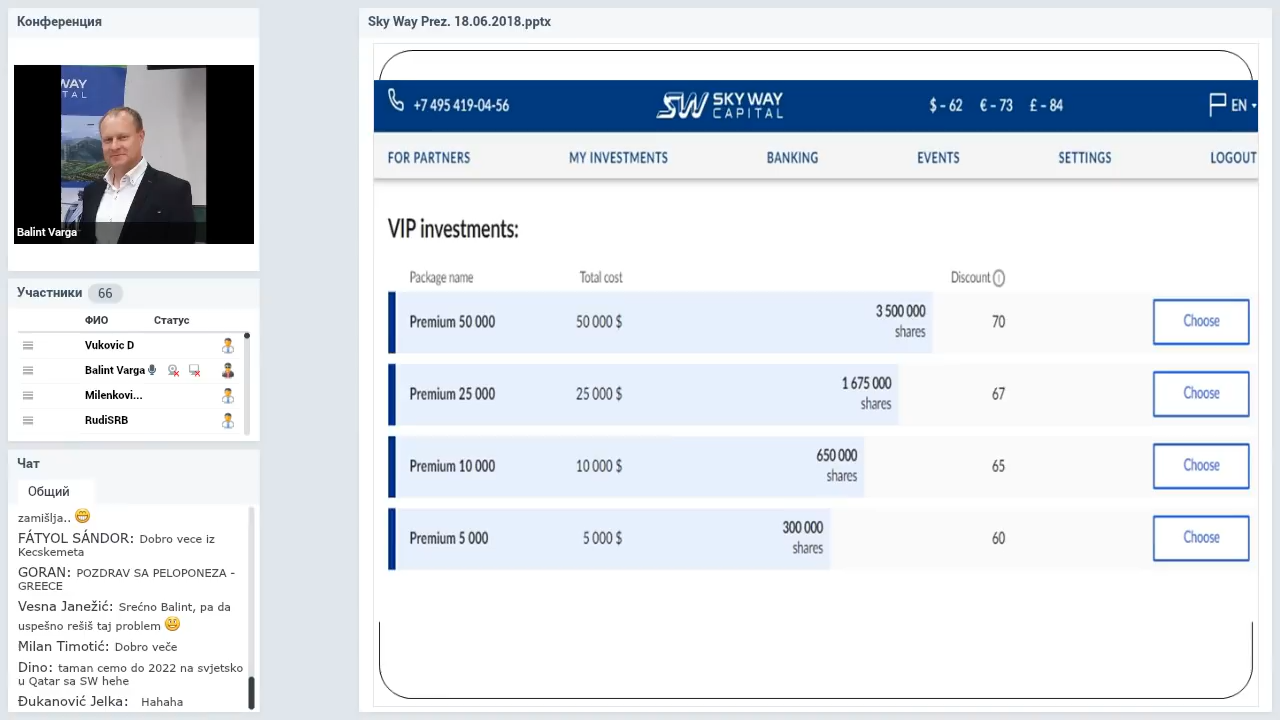 Конференция
WAY
TAL
Balint Varga
Участники 66
ФИО Статус
Vukovic D
Balint Varga
Milenkovi...
RudiSRB
Чат
Общий
zamišlja..
FÁTYOL SÁNDOR: Dobro vece iz
Kecskemeta
GORAN: POZDRAV SA PELOPONEZA -
GREECE
Vesna Janežić: Srećno Balint, pa da
uspešno rešiš taj problem
Milan Timotić: Dobro veče
Dino: taman cemo do 2022 na svjetsko
u Qatar sa SW hehe
Đukanović Jelka: Hahaha
Sky Way Prez. 18.06.2018.pptx
+7 495 419-04-56
SW SKY WAY
CAPITAL
$ - 62 € - 73 £ - 84
EN
FOR PARTNERS MY INVESTMENTS BANKING EVENTS SETTINGS LOGOUT
VIP investments:
Package name Total cost Discount
Premium 50 000 50 000 $ 3 500 000 shares 70 Choose
Premium 25 000 25 000 $ 1 675 000 shares 67 Choose
Premium 10 000 10 000 $ 650 000 shares 65 Choose
Premium 5 000 5 000 $ 300 000 shares 60 Choose